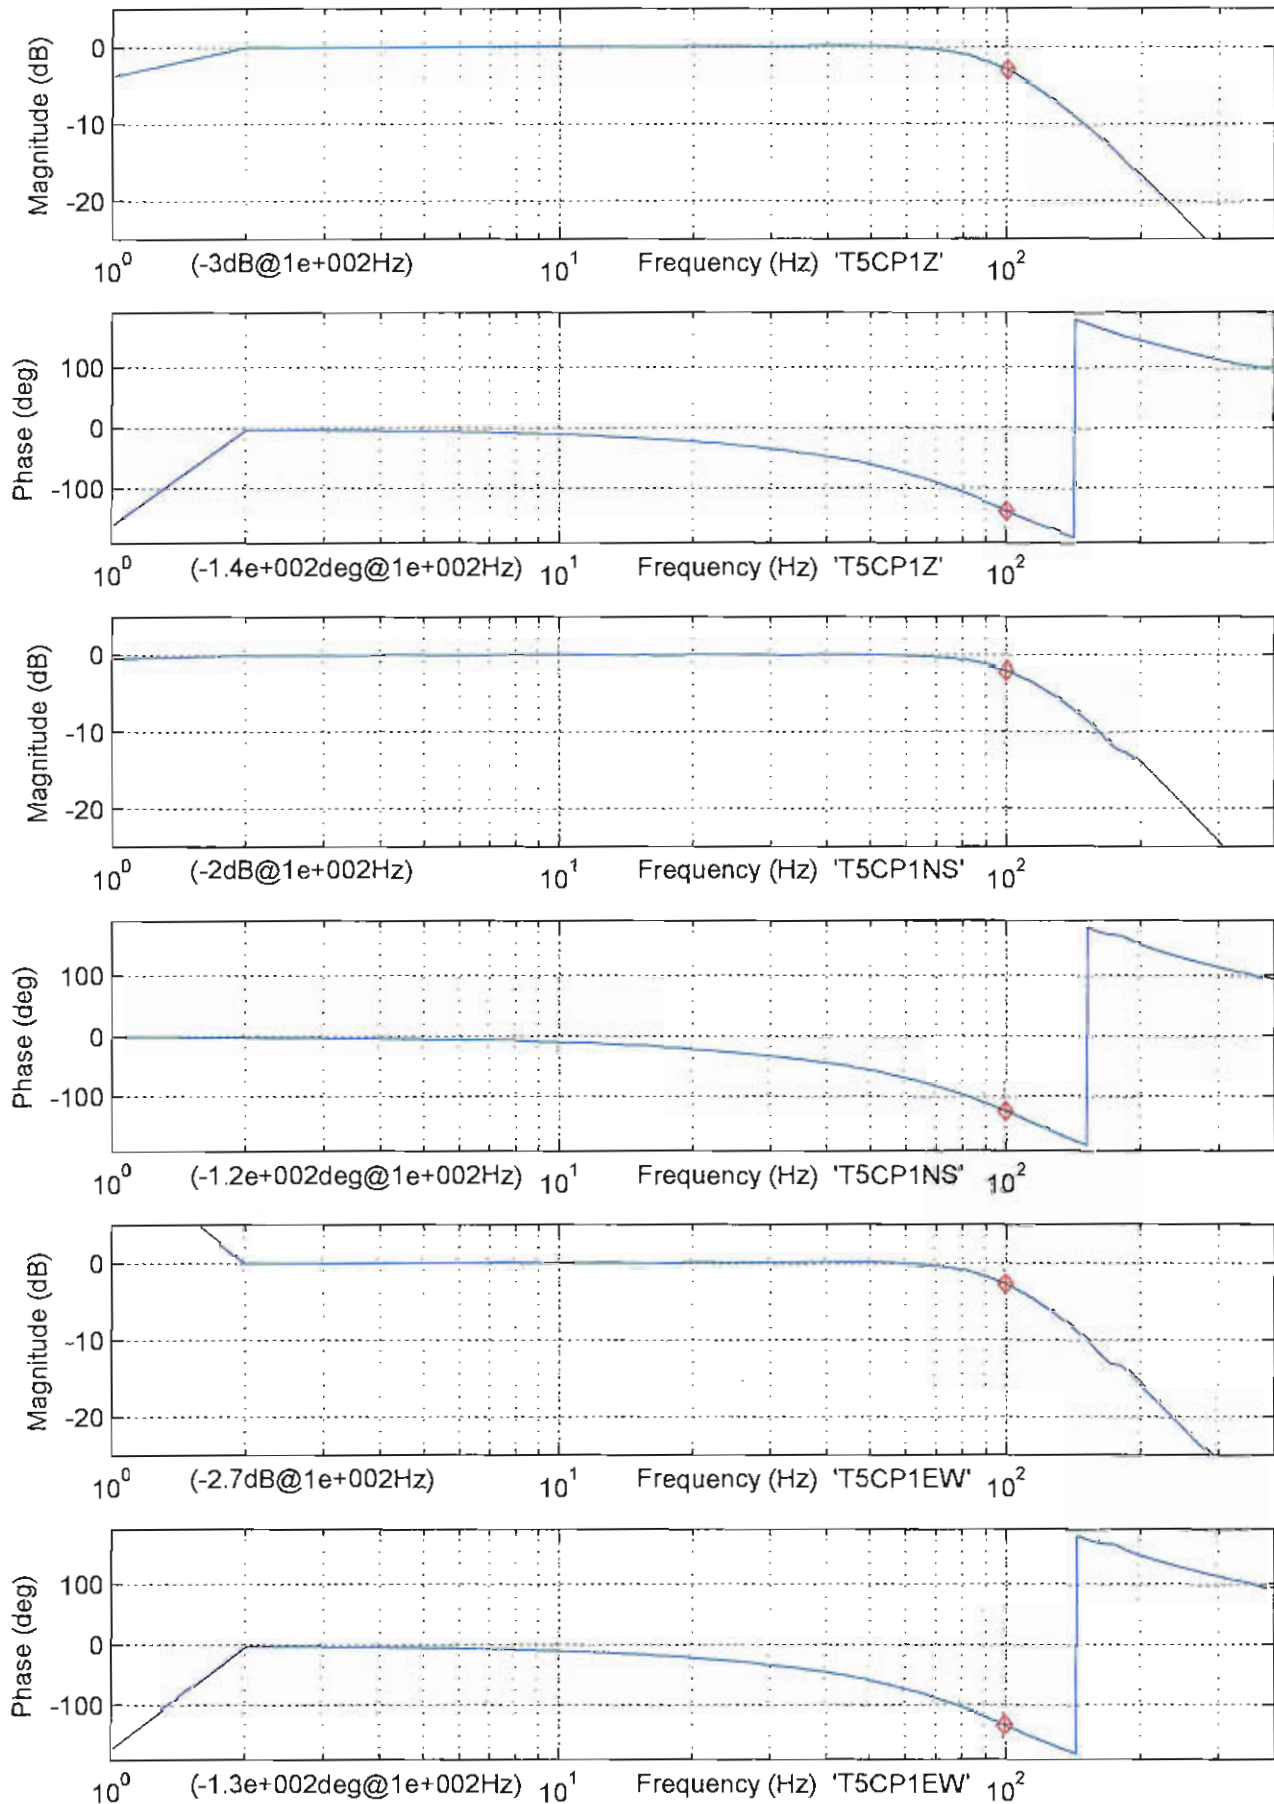 Magnitude (dB)
0
-10
-20
10^0 (-3dB@1e+002Hz) 10^1 Frequency (Hz) 'T5CP1Z' 10^2
Phase (deg)
100
0
-100
10^0 (-1.4e+002deg@1e+002Hz) 10^1 Frequency (Hz) 'T5CP1Z' 10^2
Magnitude (dB)
0
-10
-20
10^0 (-2dB@1e+002Hz) 10^1 Frequency (Hz) 'T5CP1NS' 10^2
Phase (deg)
100
0
-100
10^0 (-1.2e+002deg@1e+002Hz) 10^1 Frequency (Hz) 'T5CP1NS' 10^2
Magnitude (dB)
0
-10
-20
10^0 (-2.7dB@1e+002Hz) 10^1 Frequency (Hz) 'T5CP1EW' 10^2
Phase (deg)
100
0
-100
10^0 (-1.3e+002deg@1e+002Hz) 10^1 Frequency (Hz) 'T5CP1EW' 10^2